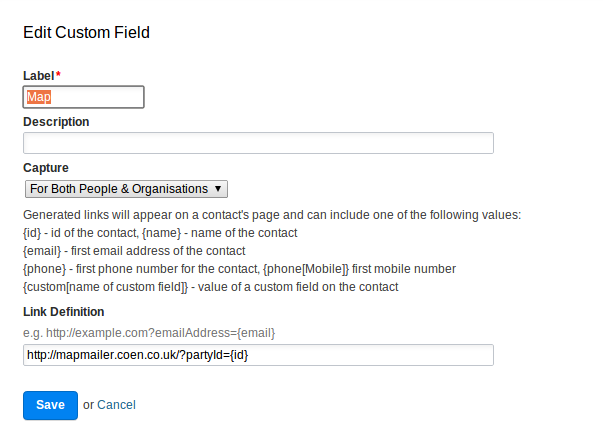 Edit Custom Field
Label*
Map
Description
Capture
For Both People & Organisations ▼
Generated links will appear on a contact's page and can include one of the following values:
{id} - id of the contact, {name} - name of the contact
{email} - first email address of the contact
{phone} - first phone number for the contact, {phone[Mobile]} first mobile number
{custom[name of custom field]} - value of a custom field on the contact
Link Definition
e.g. http://example.com?emailAddress={email}
http://mapmailer.coen.co.uk/?partyId={id}
Save or Cancel